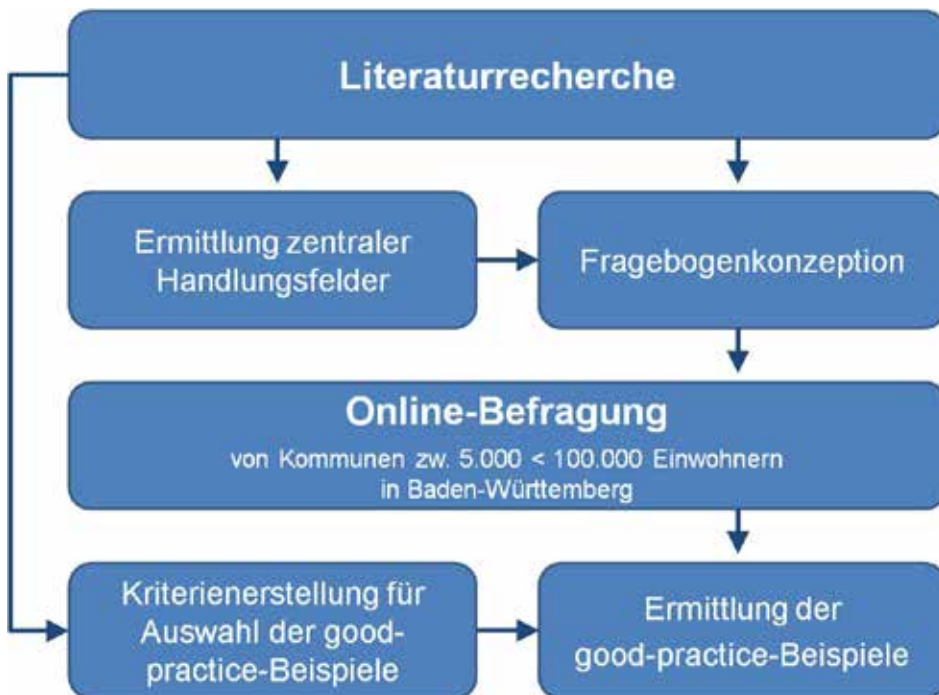 Literaturrecherche
Ermittlung zentraler
Handlungsfelder
Fragebogenkonzeption
Online-Befragung
von Kommunen zw. 5.000 < 100.000 Einwohnern
in Baden-Württemberg
Kriterienerstellung für
Auswahl der good-
practice-Beispiele
Ermittlung der
good-practice-Beispiele